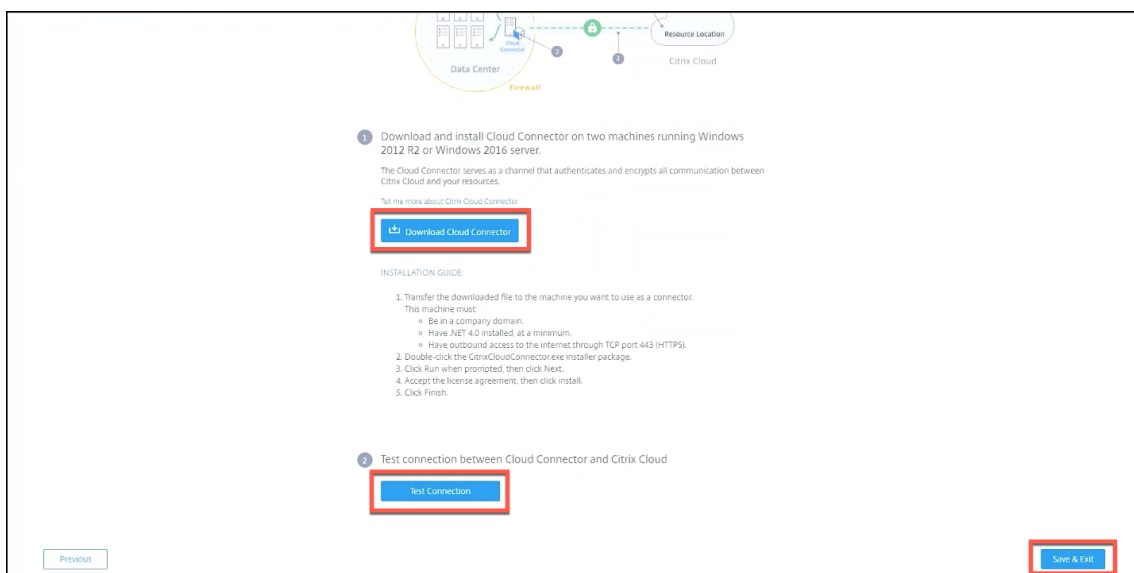 Cloud
Connector
2
Resource Location
3
Citrix Cloud
Data Center
Firewall
1 Download and install Cloud Connector on two machines running Windows
2012 R2 or Windows 2016 server.
The Cloud Connector serves as a channel that authenticates and encrypts all communication between
Citrix Cloud and your resources.
Tell me more about Citrix Cloud Connector
Download Cloud Connector
INSTALLATION GUIDE:
1. Transfer the downloaded file to the machine you want to use as a connector.
This machine must:
Be in a company domain.
Have .NET 4.0 installed, at a minimum.
Have outbound access to the internet through TCP port 443 (HTTPS).
2. Double-click the CitrixCloudConnector.exe installer package.
3. Click Run when prompted, then click Next.
4. Accept the license agreement, then click install.
5. Click Finish.
2 Test connection between Cloud Connector and Citrix Cloud
Test Connection
Previous
Save & Exit